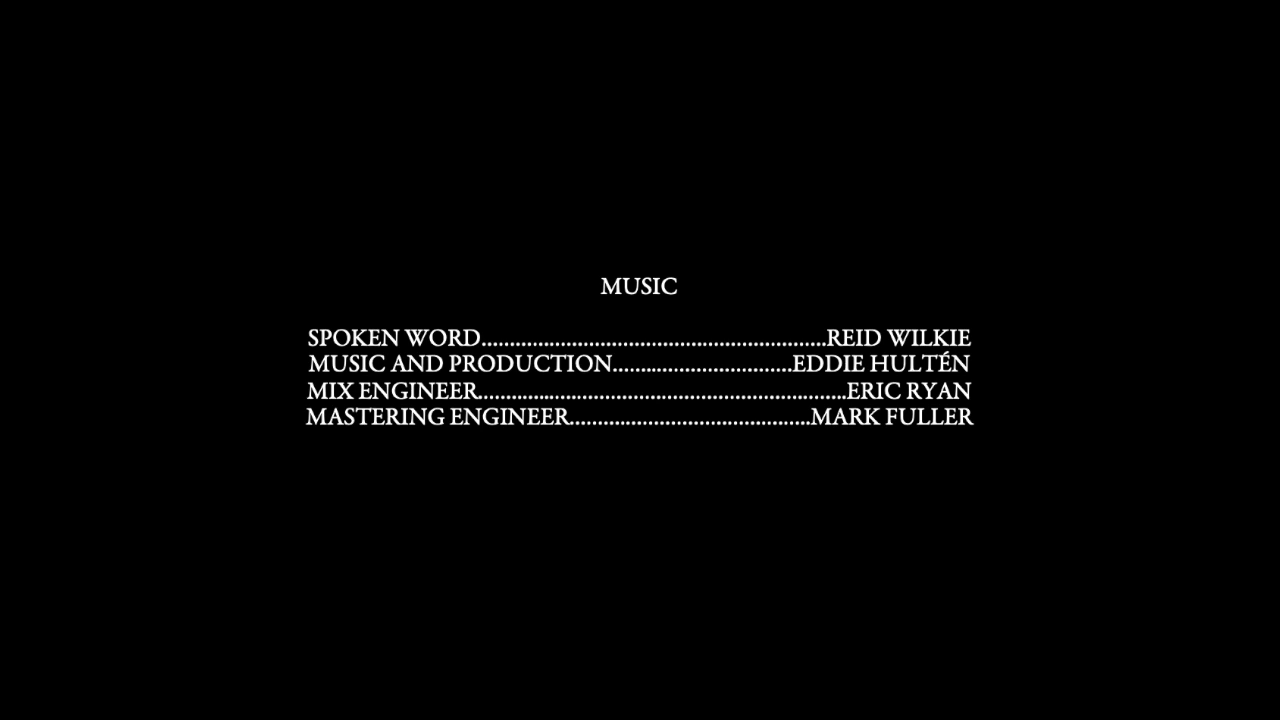 MUSIC
SPOKEN WORD..............................................................REID WILKIE
MUSIC AND PRODUCTION.................................EDDIE HULTÉN
MIX ENGINEER..................................................................ERIC RYAN
MASTERING ENGINEER...........................................MARK FULLER